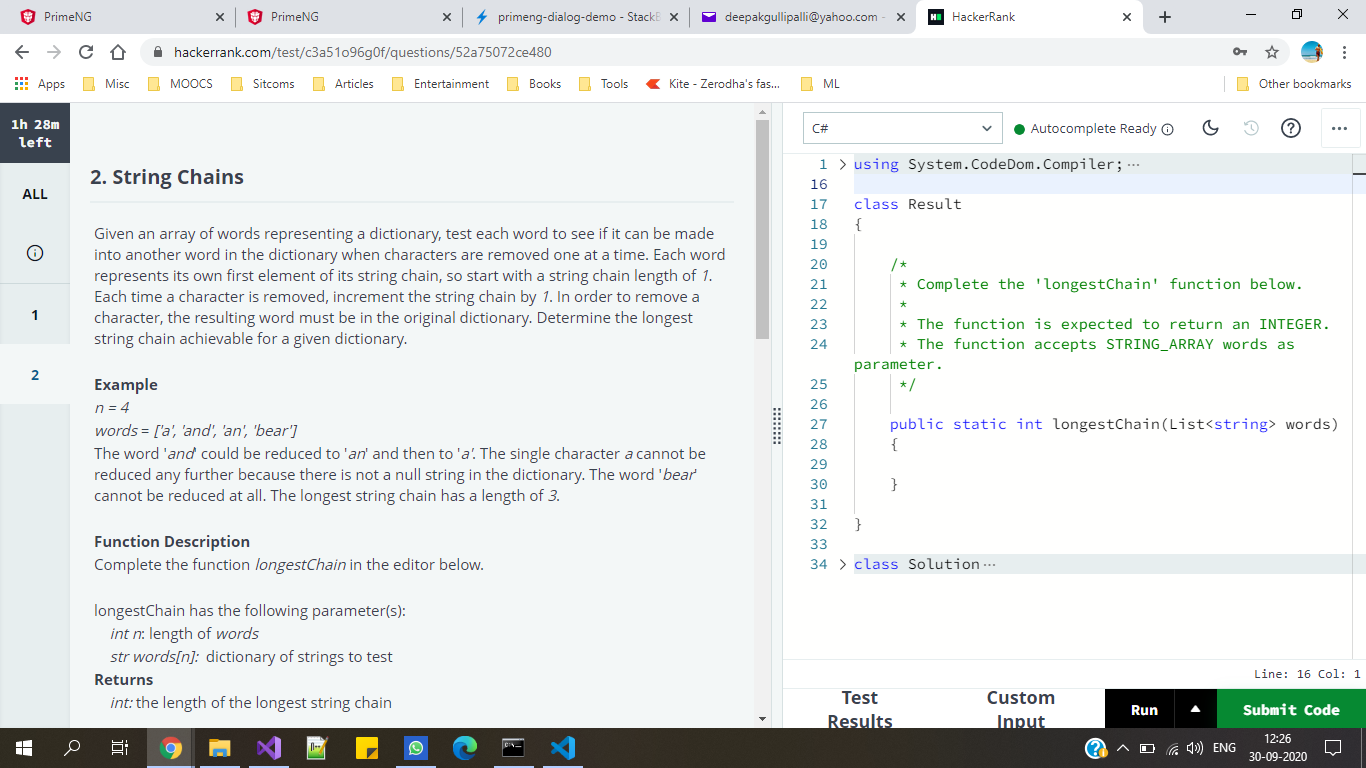 PrimeNG
PrimeNG
primeng-dialog-demo - StackB
deepakgullipalli@yahoo.com -
HackerRank
hackerrank.com/test/c3a51o96g0f/questions/52a75072ce480
Apps
Misc
MOOCS
Sitcoms
Articles
Entertainment
Books
Tools
Kite - Zerodha's fas...
ML
Other bookmarks
1h 28m
left
ALL
1
2
2. String Chains
Given an array of words representing a dictionary, test each word to see if it can be made
into another word in the dictionary when characters are removed one at a time. Each word
represents its own first element of its string chain, so start with a string chain length of 1.
Each time a character is removed, increment the string chain by 1. In order to remove a
character, the resulting word must be in the original dictionary. Determine the longest
string chain achievable for a given dictionary.
Example
n = 4
words = ['a', 'and', 'an', 'bear']
The word 'and' could be reduced to 'an' and then to 'a'. The single character a cannot be
reduced any further because there is not a null string in the dictionary. The word 'bear'
cannot be reduced at all. The longest string chain has a length of 3.
Function Description
Complete the function longestChain in the editor below.
longestChain has the following parameter(s):
int n: length of words
str words[n]: dictionary of strings to test
Returns
int: the length of the longest string chain
C#
Autocomplete Ready
1 using System.CodeDom.Compiler; ...
16
17 class Result
18 {
19
20 /*
21 * Complete the 'longestChain' function below.
22 *
23 * The function is expected to return an INTEGER.
24 * The function accepts STRING_ARRAY words as
parameter.
25 */
26
27 public static int longestChain(List<string> words)
28 {
29
30 }
31
32 }
33
34 class Solution ...
Line: 16 Col: 1
Test
Results
Custom
Input
Run
Submit Code
ENG
12:26
30-09-2020